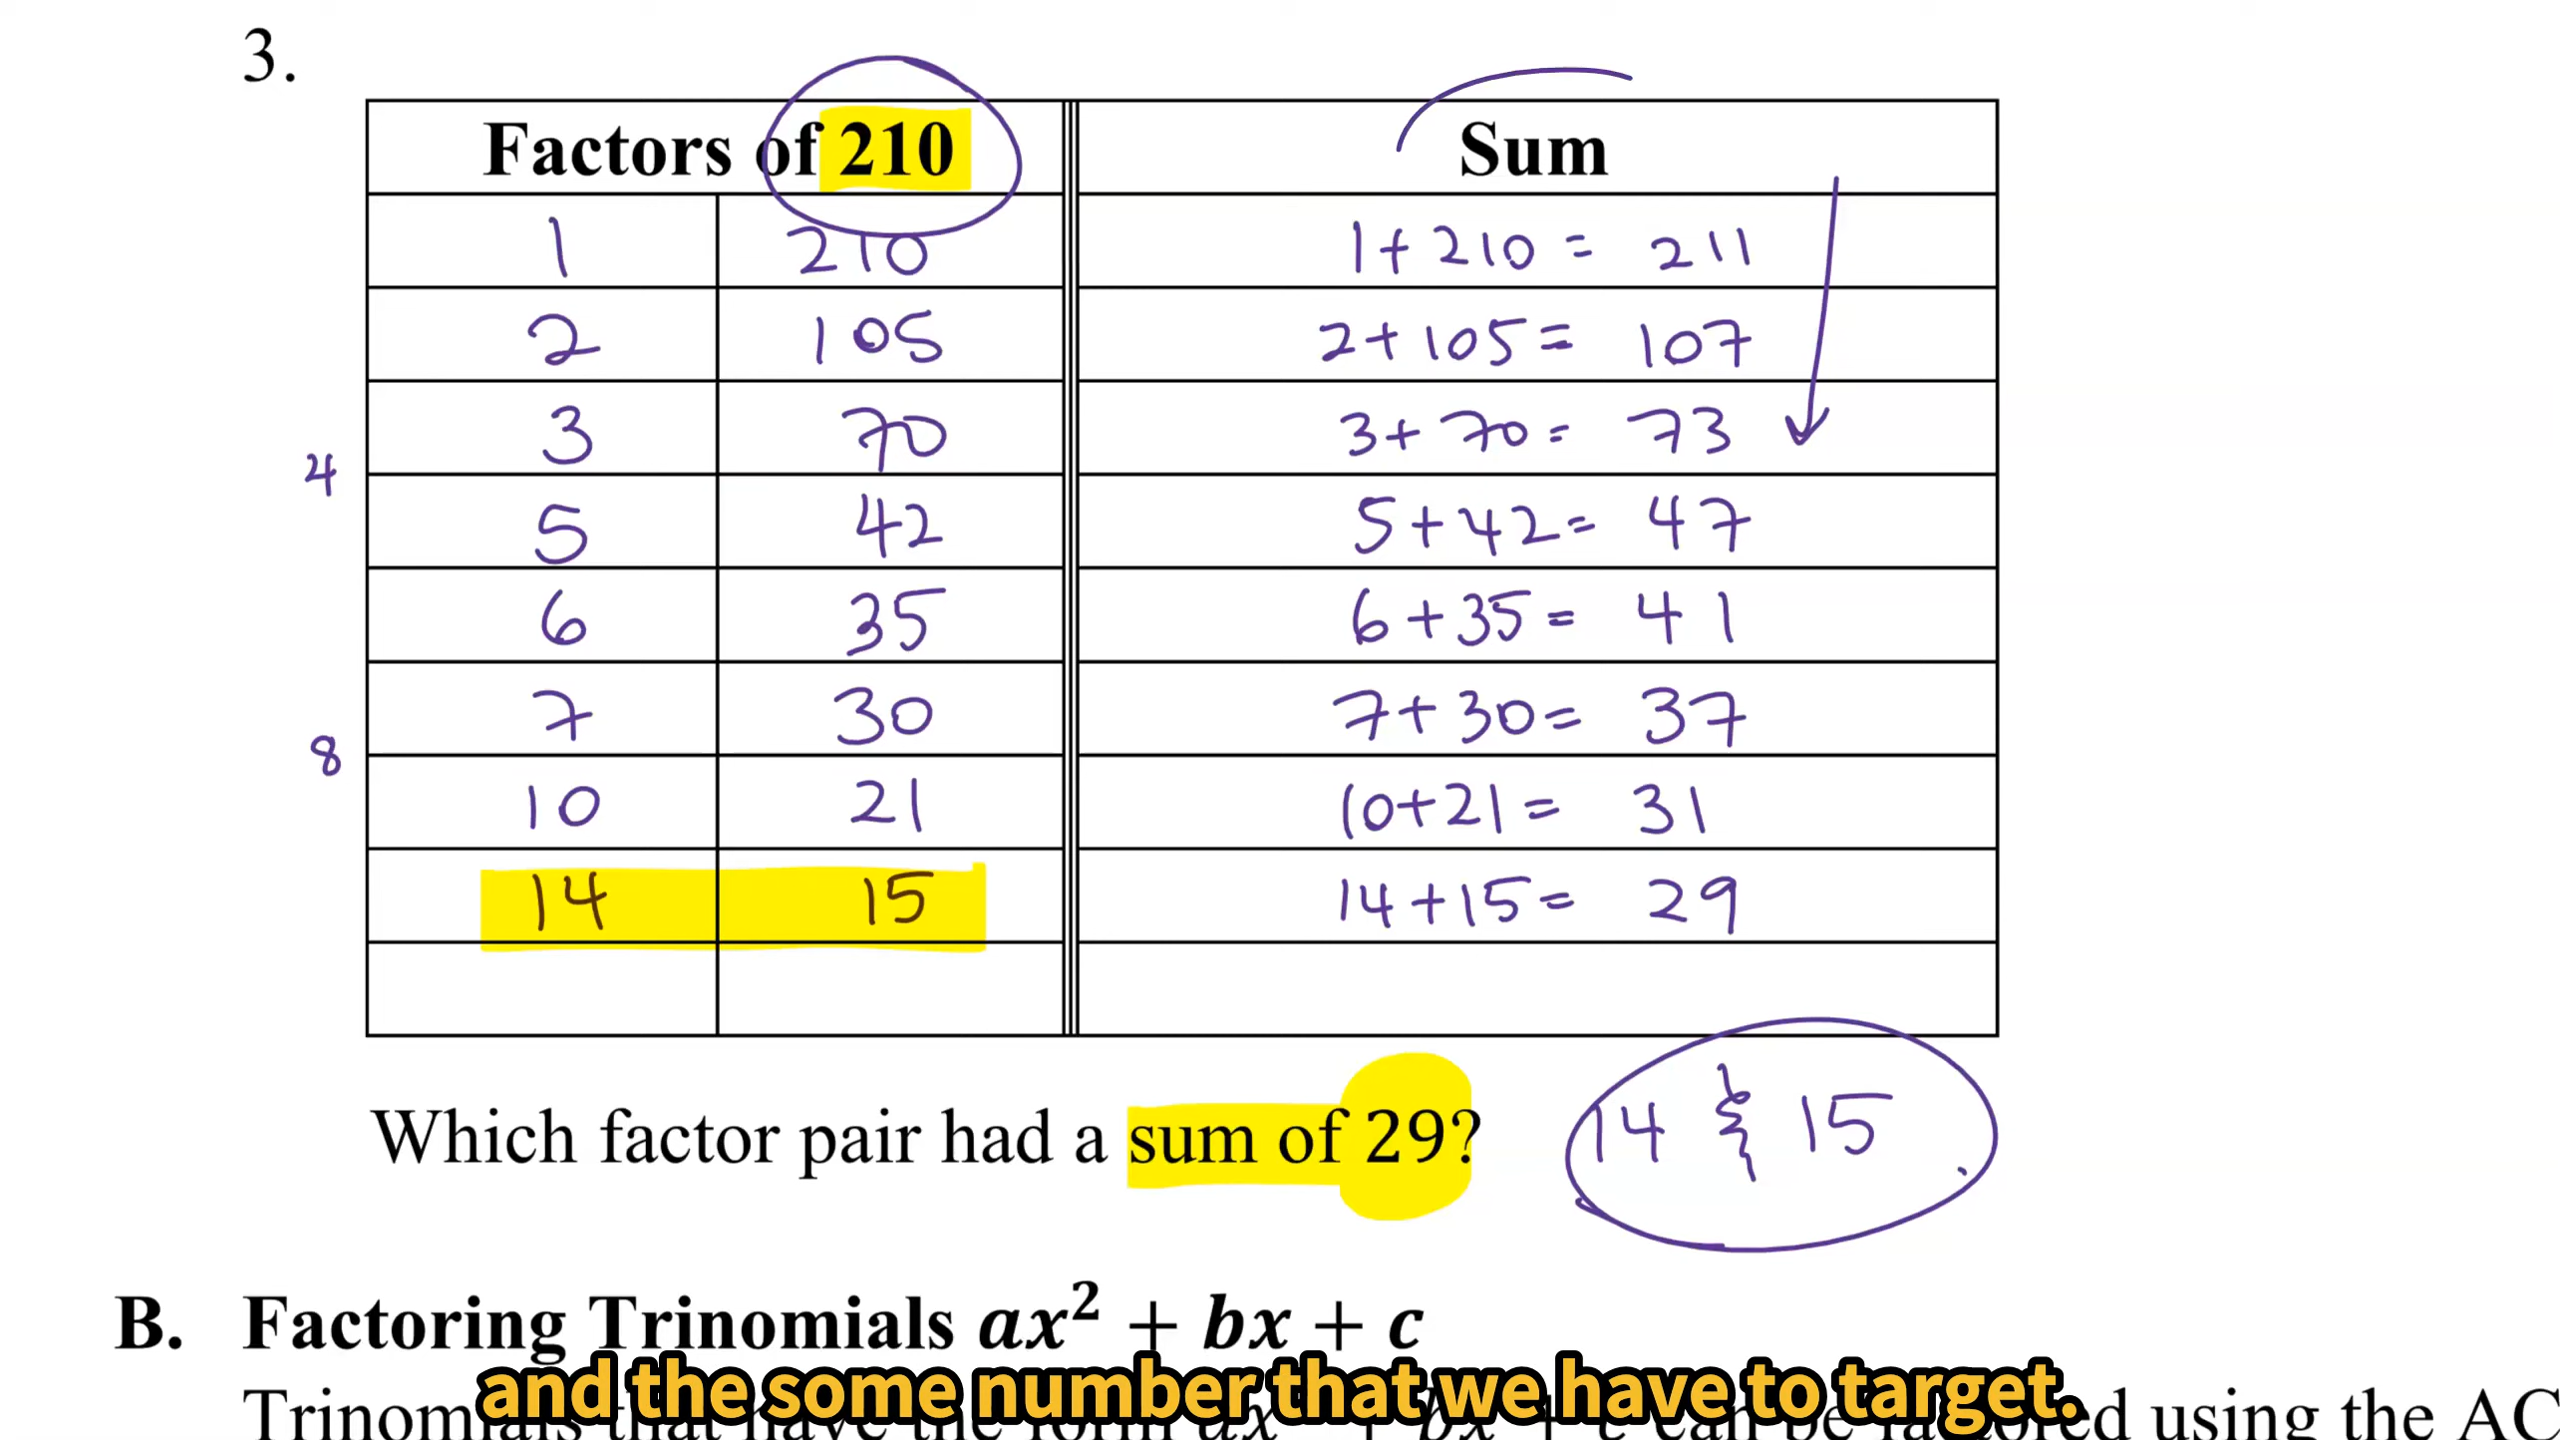 3.
Factors of 210 Sum
1 210 1 + 210 = 211
2 105 2 + 105 = 107
3 70 3 + 70 = 73
4
5 42 5 + 42 = 47
6 35 6 + 35 = 41
7 30 7 + 30 = 37
8
10 21 10 + 21 = 31
14 15 14 + 15 = 29
Which factor pair had a sum of 29? 14 & 15
B. Factoring Trinomials ax² + bx + c
and the some number that we have to target.
using the AC